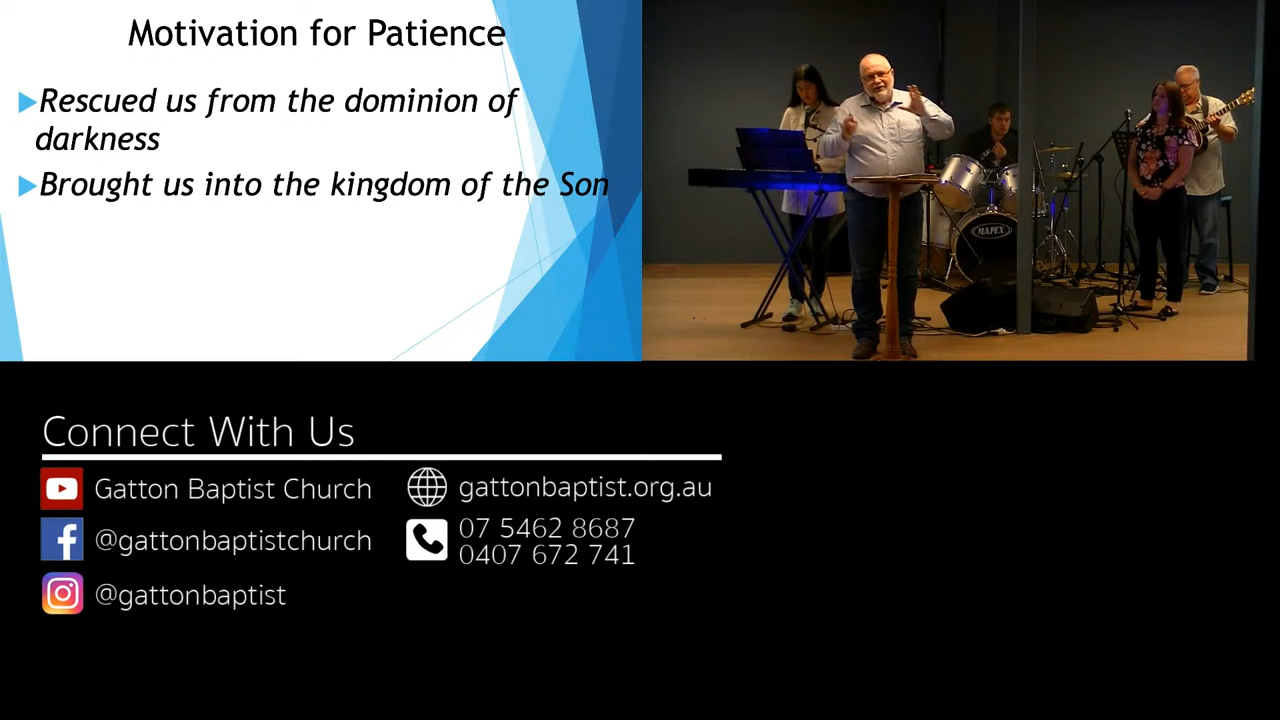 Motivation for Patience
Rescued us from the dominion of
darkness
Brought us into the kingdom of the Son
MAPEX
Connect With Us
Gatton Baptist Church
@gattonbaptistchurch
@gattonbaptist
gattonbaptist.org.au
07 5462 8687
0407 672 741